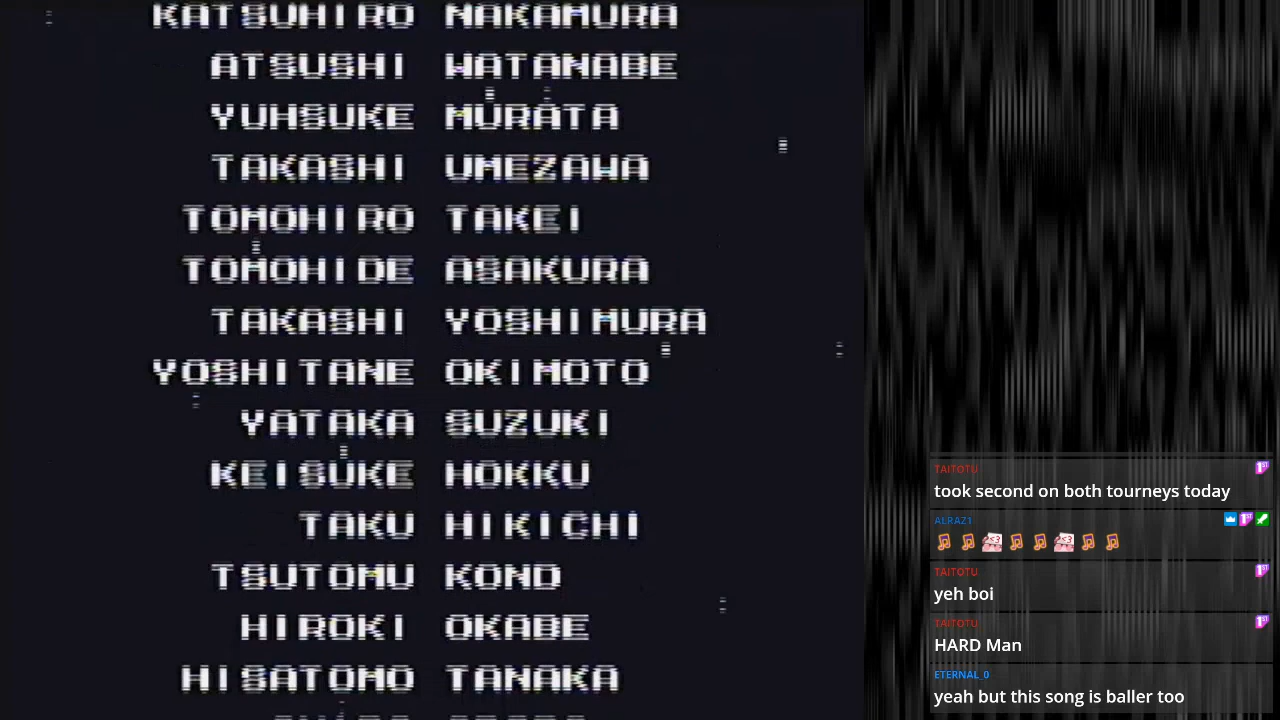 KATSUHIRO NAKAMURA
ATSUSHI WATANABE
YUHSUKE MURATA
TAKASHI UMEZAWA
TOMOHIRO TAKEI
TOMOHIDE ASAKURA
TAKASHI YOSHIMURA
YOSHITANE OKIMOTO
YATAKA SUZUKI
KEISUKE HOKKU
TAKU HIKICHI
TSUTOMU KOND
HIROKI OKABE
HISATOMO TANAKA
TAITOTU
took second on both tourneys today
ALRAZ1
TAITOTU
yeh boi
TAITOTU
HARD Man
ETERNAL_0
yeah but this song is baller too